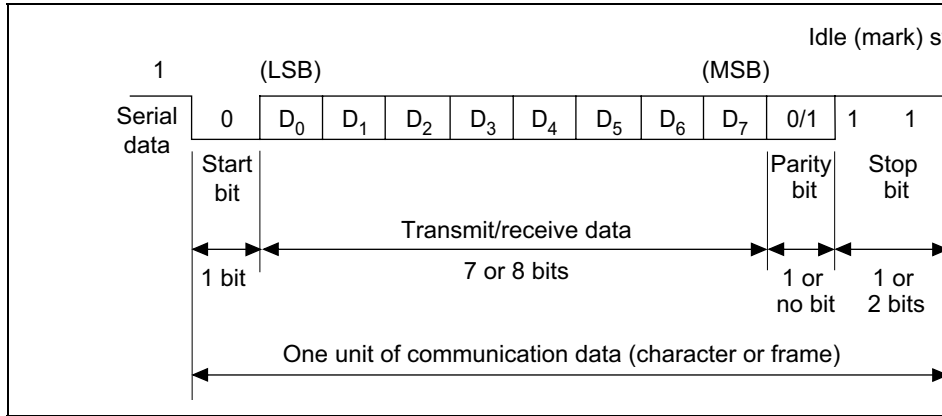 Idle (mark) s
1 (LSB) (MSB)
Serial data 0 D0 D1 D2 D3 D4 D5 D6 D7 0/1 1 1
Start bit Parity bit Stop bit
Transmit/receive data
1 bit 7 or 8 bits 1 or no bit 1 or 2 bits
One unit of communication data (character or frame)